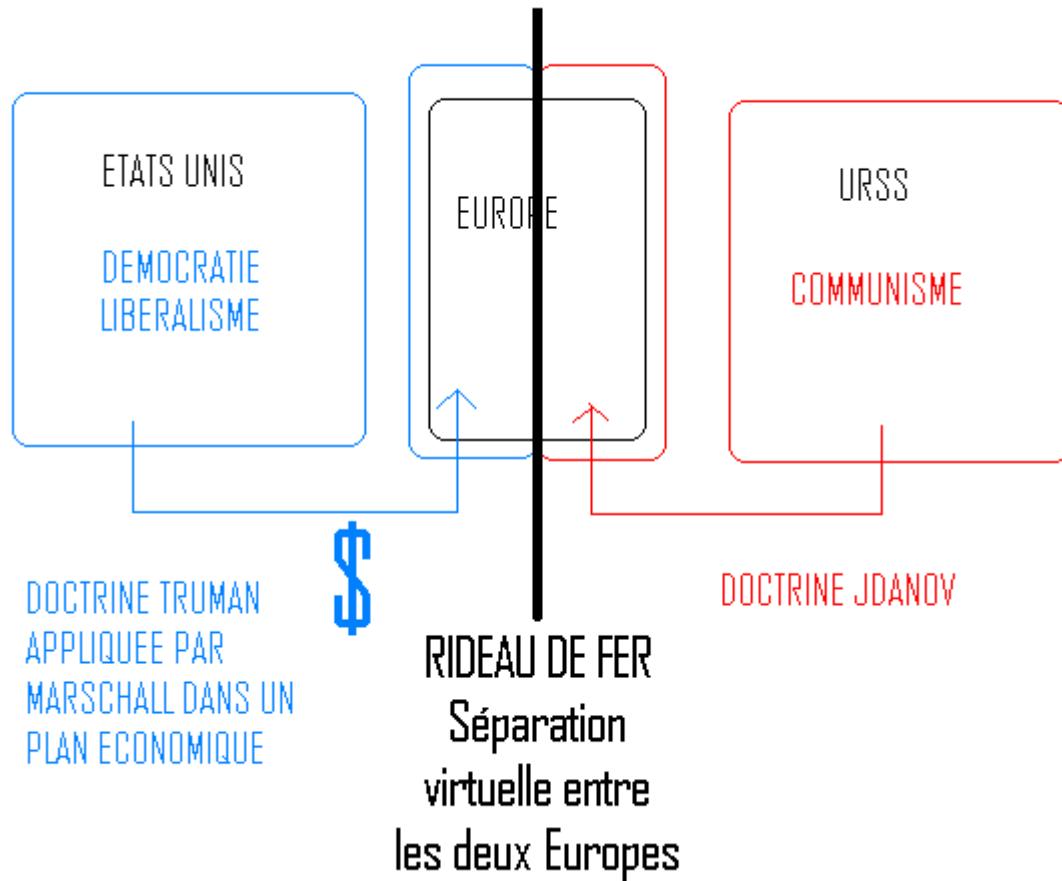 ETATS UNIS
DEMOCRATIE
LIBERALISME
EUROPE
URSS
COMMUNISME
$
DOCTRINE TRUMAN
APPLIQUEE PAR
MARSCHALL DANS UN
PLAN ECONOMIQUE
DOCTRINE JDANOV
RIDEAU DE FER
Séparation
virtuelle entre
les deux Europes